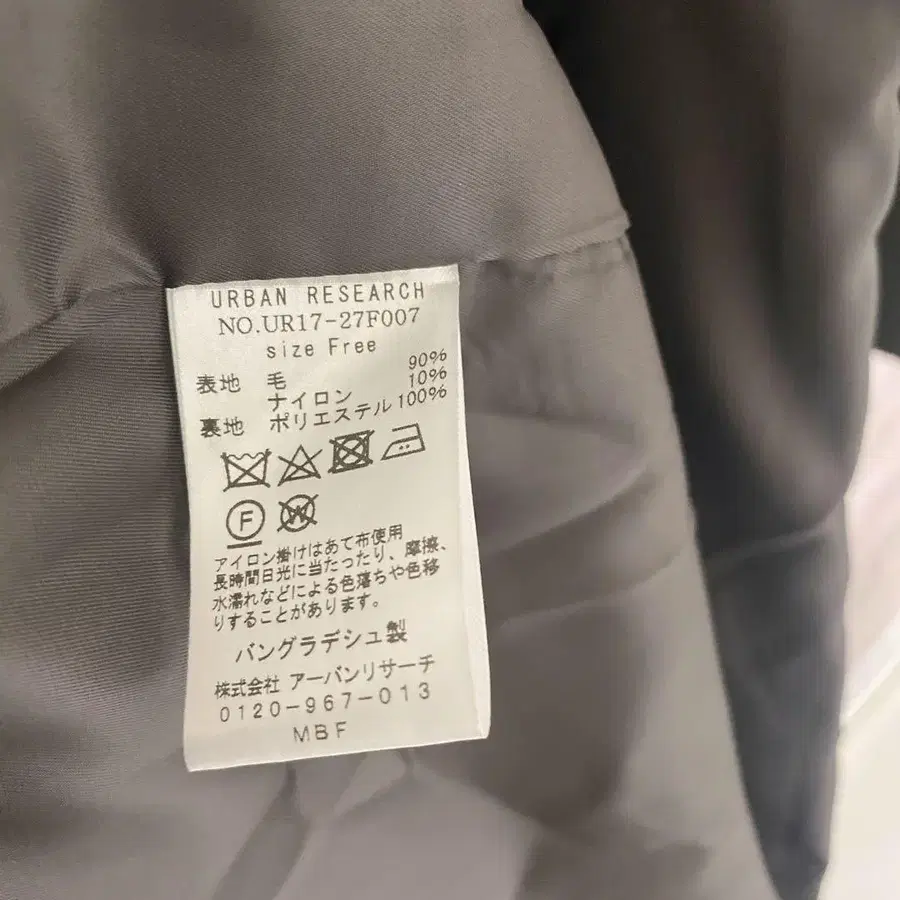 URBAN RESEARCH
NO.UR17-27F007
size Free
表地 毛 90%
ナイロン 10%
裏地 ポリエステル 100%
F
W
アイロン掛けはあて布使用
長時間日光に当たったり、摩擦、
水濡れなどによる色落ちや色移
りすることがあります。
バングラデシュ製
株式会社 アーバンリサーチ
0120-967-013
MBF